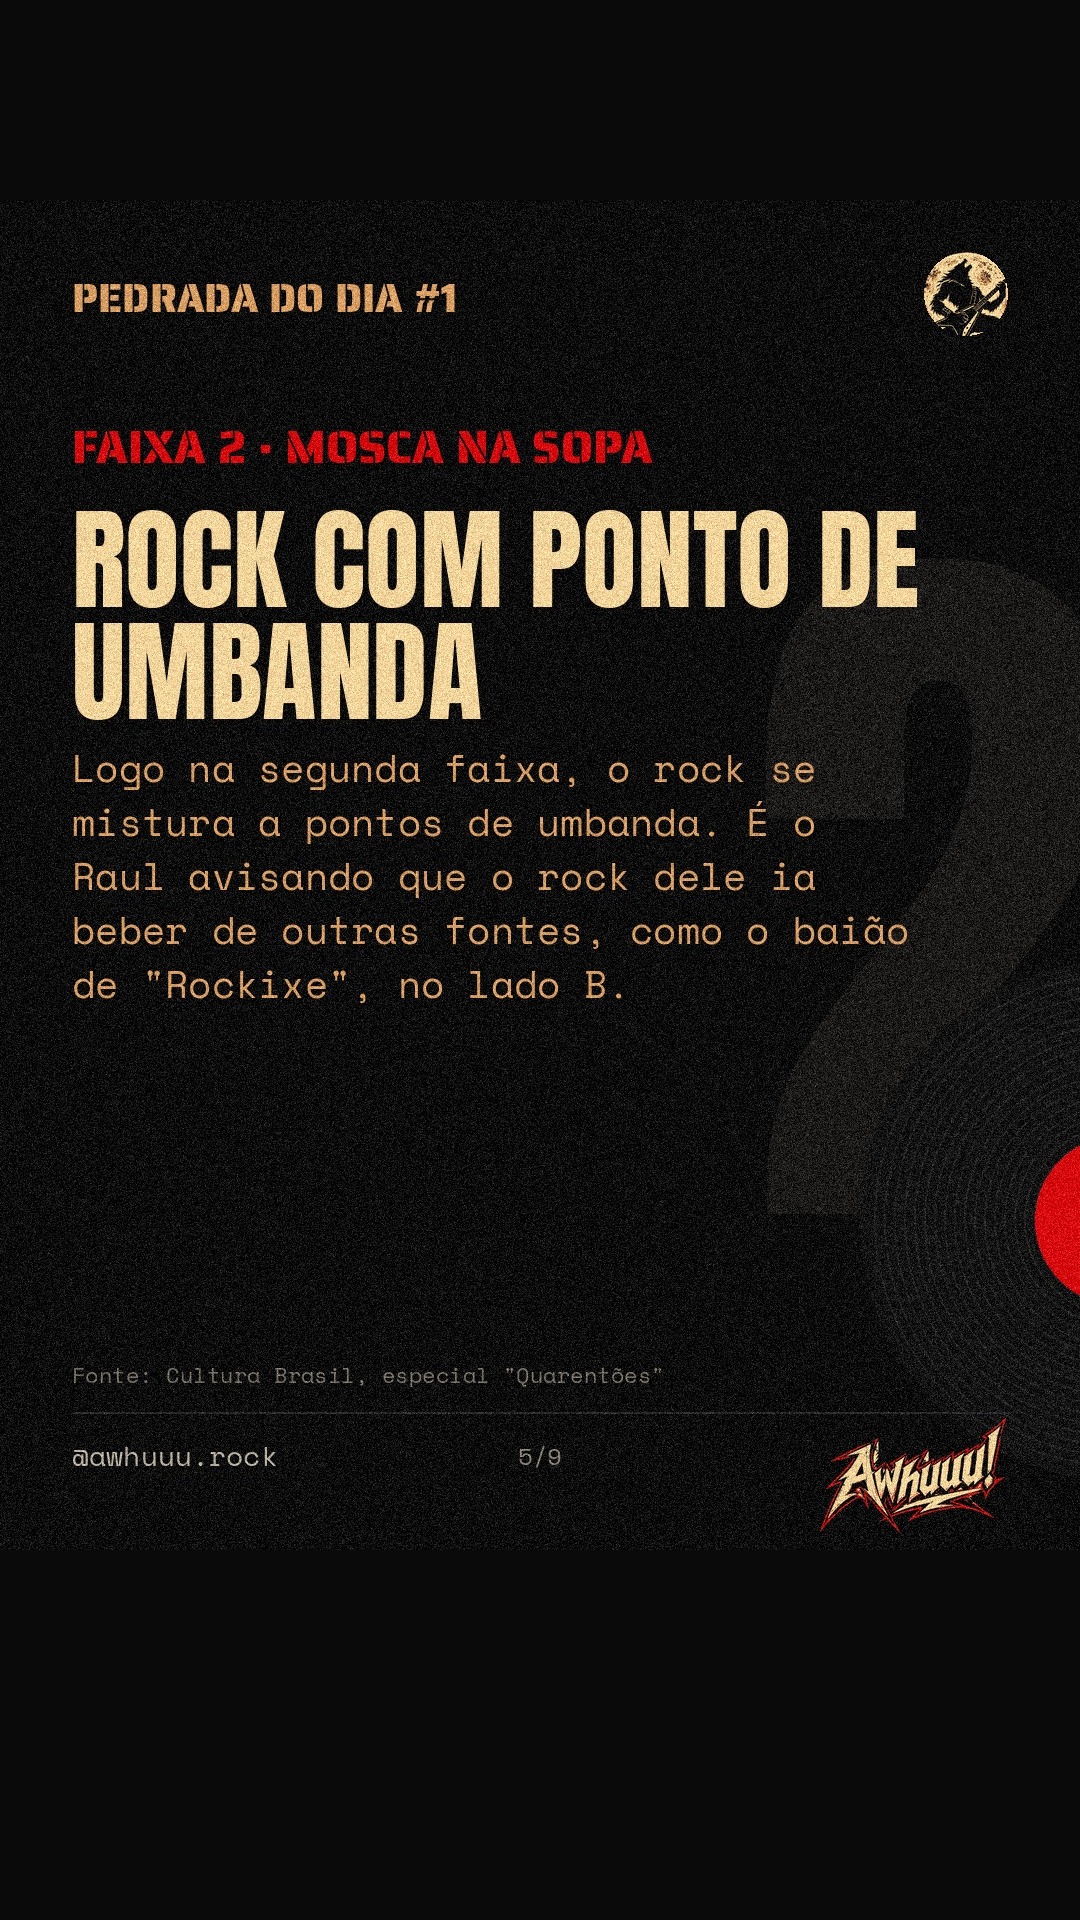 PEDRADA DO DIA #1
FAIXA 2 · MOSCA NA SOPA
ROCK COM PONTO DE
UMBANDA
Logo na segunda faixa, o rock se
mistura a pontos de umbanda. É o
Raul avisando que o rock dele ia
beber de outras fontes, como o baião
de "Rockixe", no lado B.
2
Fonte: Cultura Brasil, especial "Quarentões"
@awhuuu.rock
5/9
Awhuuu!